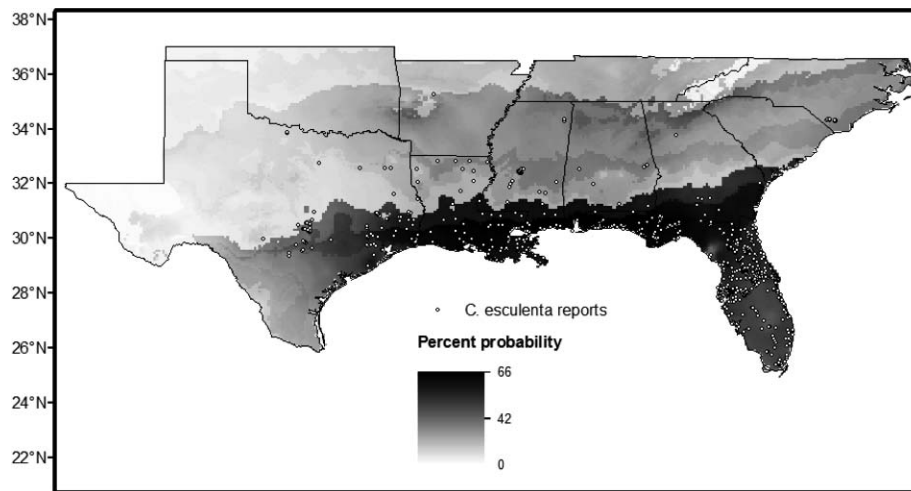 38°N
36°N
34°N
32°N
30°N
28°N
26°N
24°N
22°N
C. esculenta reports
Percent probability
66
42
0